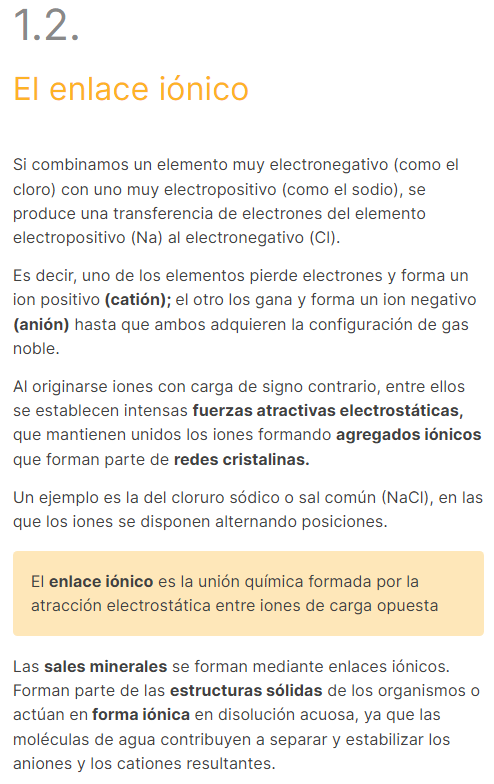 1.2.
El enlace iónico
Si combinamos un elemento muy electronegativo (como el
cloro) con uno muy electropositivo (como el sodio), se
produce una transferencia de electrones del elemento
electropositivo (Na) al electronegativo (Cl).
Es decir, uno de los elementos pierde electrones y forma un
ion positivo (catión); el otro los gana y forma un ion negativo
(anión) hasta que ambos adquieren la configuración de gas
noble.
Al originarse iones con carga de signo contrario, entre ellos
se establecen intensas fuerzas atractivas electrostáticas,
que mantienen unidos los iones formando agregados iónicos
que forman parte de redes cristalinas.
Un ejemplo es la del cloruro sódico o sal común (NaCl), en las
que los iones se disponen alternando posiciones.
El enlace iónico es la unión química formada por la
atracción electrostática entre iones de carga opuesta
Las sales minerales se forman mediante enlaces iónicos.
Forman parte de las estructuras sólidas de los organismos o
actúan en forma iónica en disolución acuosa, ya que las
moléculas de agua contribuyen a separar y estabilizar los
aniones y los cationes resultantes.